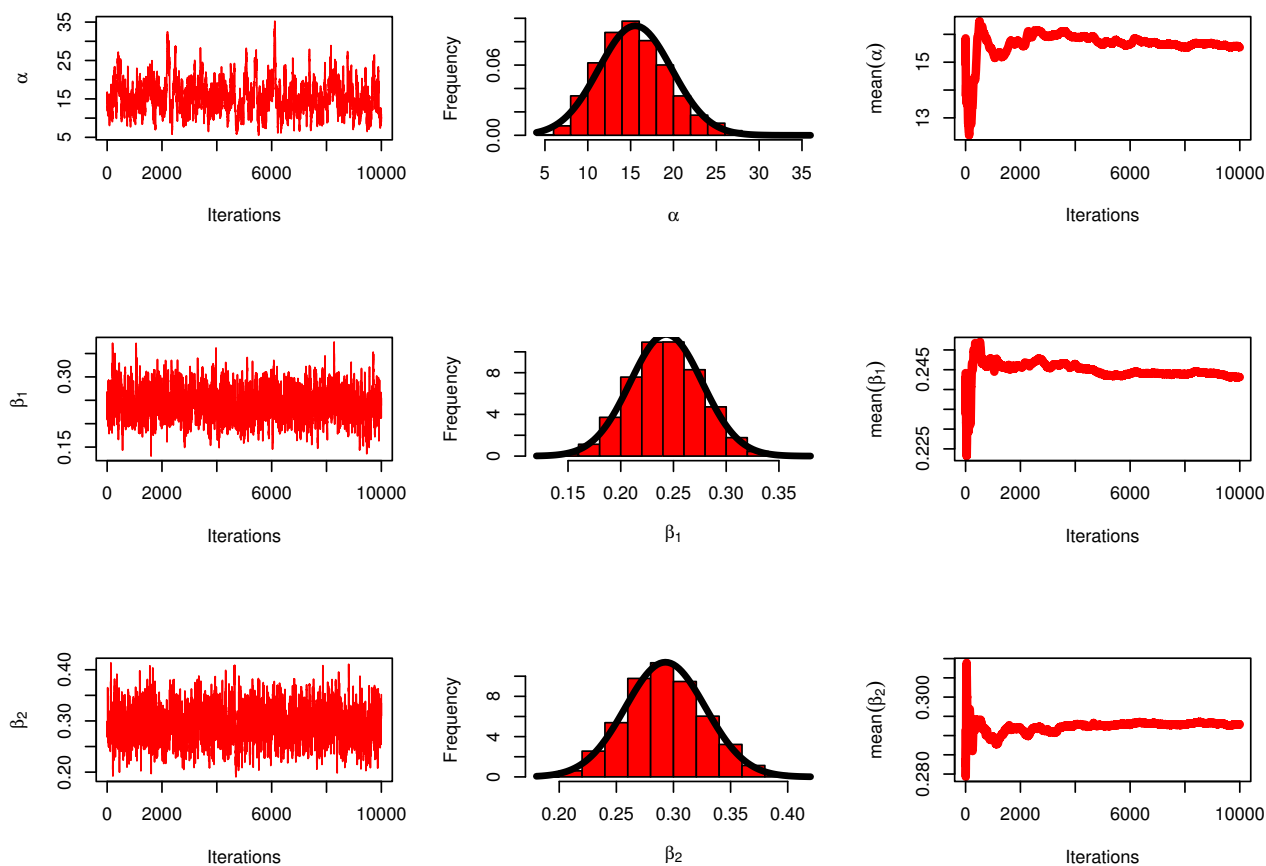 α
5 15 25 35
0 2000 6000 10000
Iterations
Frequency
0.00 0.06
5 10 15 20 25 30 35
α
mean(α)
13 15
0 2000 6000 10000
Iterations
β₁
0.15 0.30
0 2000 6000 10000
Iterations
Frequency
0 4 8
0.15 0.20 0.25 0.30 0.35
β₁
mean(β₁)
0.225 0.245
0 2000 6000 10000
Iterations
β₂
0.20 0.30 0.40
0 2000 6000 10000
Iterations
Frequency
0 4 8
0.20 0.25 0.30 0.35 0.40
β₂
mean(β₂)
0.280 0.300
0 2000 6000 10000
Iterations